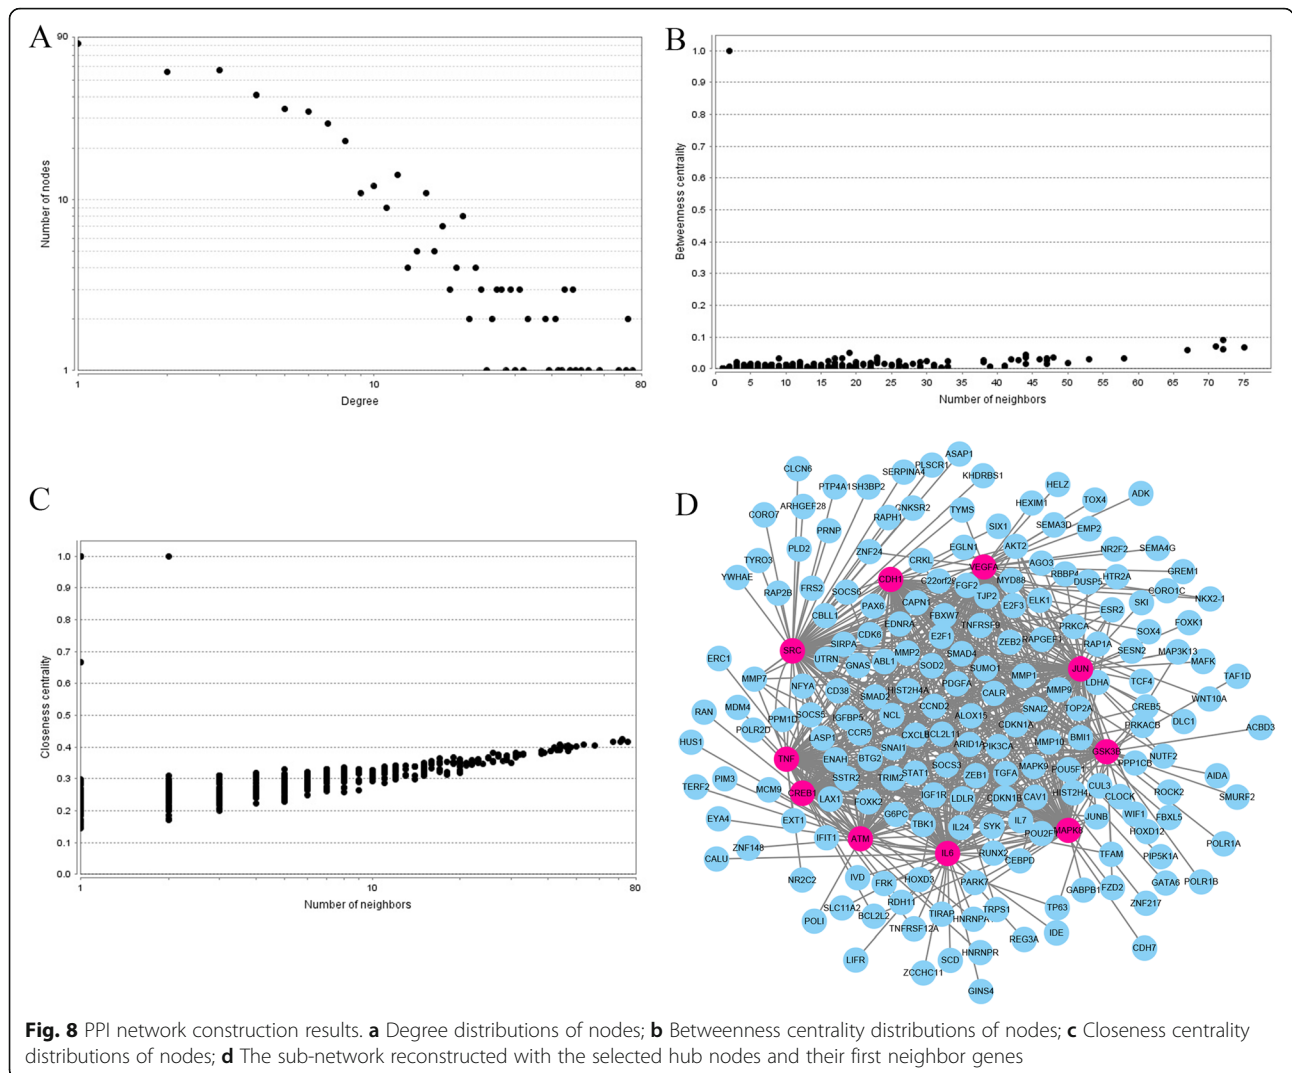 A
90
10
1
1
10
80
Number of nodes
Degree
B
1.0
0.9
0.8
0.7
0.6
0.5
0.4
0.3
0.2
0.1
0.0
0 5 10 15 20 25 30 35 40 45 50 55 60 65 70 75
Betweenness centrality
Number of neighbors
C
1.0
0.9
0.8
0.7
0.6
0.5
0.4
0.3
0.2
0.1
0.0
1
10
80
Closeness centrality
Number of neighbors
D
ASAP1
CLCN6
SERPINA4
PLSCR1
KHDRBS1
PTP4A1
SH3BP2
HELZ
ADK
ARHGEF28
CNKSR2
HEXIM1
TOX4
CORO7
RAPH1
TYMS
PRNP
SIX1
SEMA3D
EMP2
PLD2
ZNF24
EGLN1
AKT2
NR2F2
SEMA4G
TYRO3
CRKL
VEGFA
AGO3
RBBP4
GREM1
YWHAE
CDH1
MYD88
DUSP5
HTR2A
RAP2B
FRS2
SOCS6
FGF2
TJP2
CORO1C
NKX2-1
CBLL1
PAX6
CAPN1
FBXW7
E2F3
ELK1
ESR2
SKI
CDK6
EDNRA
E2F1
TNFRSF9
PRKCA
FOXK1
SIRPA
ZEB2
RAPGEF1
RAP1A
SOX4
SRC
MMP2
SMAD4
SESN2
MAP3K13
ERC1
UTRN
GNAS
ABL1
SOD2
SUMO1
MMP1
JUN
MAFK
MMP7
NFYA
PDGFA
LDHA
TCF4
TAF1D
CD38
SMAD2
HIST2H4A
CALR
MMP9
WNT10A
RAN
MDM4
SOCS5
IGFBP5
NCL
CCND2
ALOX15
SNAI2
TOP2A
CREB5
PPM1D
POLR2D
CDKN1A
PRKACB
DLC1
ACBD3
HUS1
LASP1
CCR5
BCL2L11
ARID1A
PIK3CA
MMP10
BMI1
TNF
ENAH
BTG2
SNAI1
GSK3B
PPP1CB
NUTF2
PIM3
SSTR2
TRIM2
STAT1
SOCS3
ZEB1
TGFA
MAPK9
POU5F1
AIDA
TERF2
MCM9
CREB1
LAX1
FOXK2
IGF1R
LDLR
CDKN1B
CAV1
CUL3
CLOCK
ROCK2
SMURF2
EYA4
EXT1
G6PC
TBK1
IL24
SYK
IL7
JUNB
WIF1
FBXL5
IFIT1
ATM
MAPK8
HOXD12
POLR1A
ZNF148
IL6
RUNX2
CEBPD
TFAM
PIP5K1A
CALU
NR2C2
IVD
FRK
HOXD3
PARK7
GABPB1
FZD2
GATA6
POLR1B
SLC11A2
RDH11
TRPS1
TP63
ZNF217
POLI
BCL2L2
TIRAP
TNFRSF12A
REG3A
IDE
LIFR
SCD
HNRNPR
CDH7
ZCCHC11
GINS4
Fig. 8 PPI network construction results. a Degree distributions of nodes; b Betweenness centrality distributions of nodes; c Closeness centrality
distributions of nodes; d The sub-network reconstructed with the selected hub nodes and their first neighbor genes